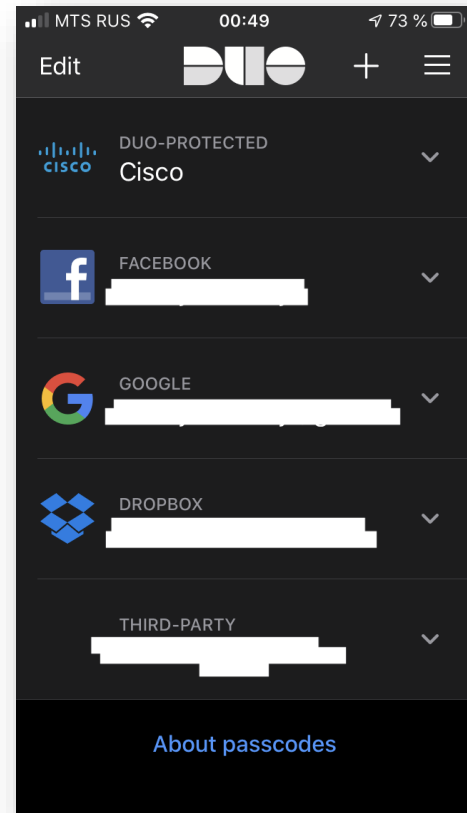 MTS RUS 00:49 73 %
Edit DUO
DUO-PROTECTED
CISCO
Cisco
FACEBOOK
GOOGLE
DROPBOX
THIRD-PARTY
About passcodes